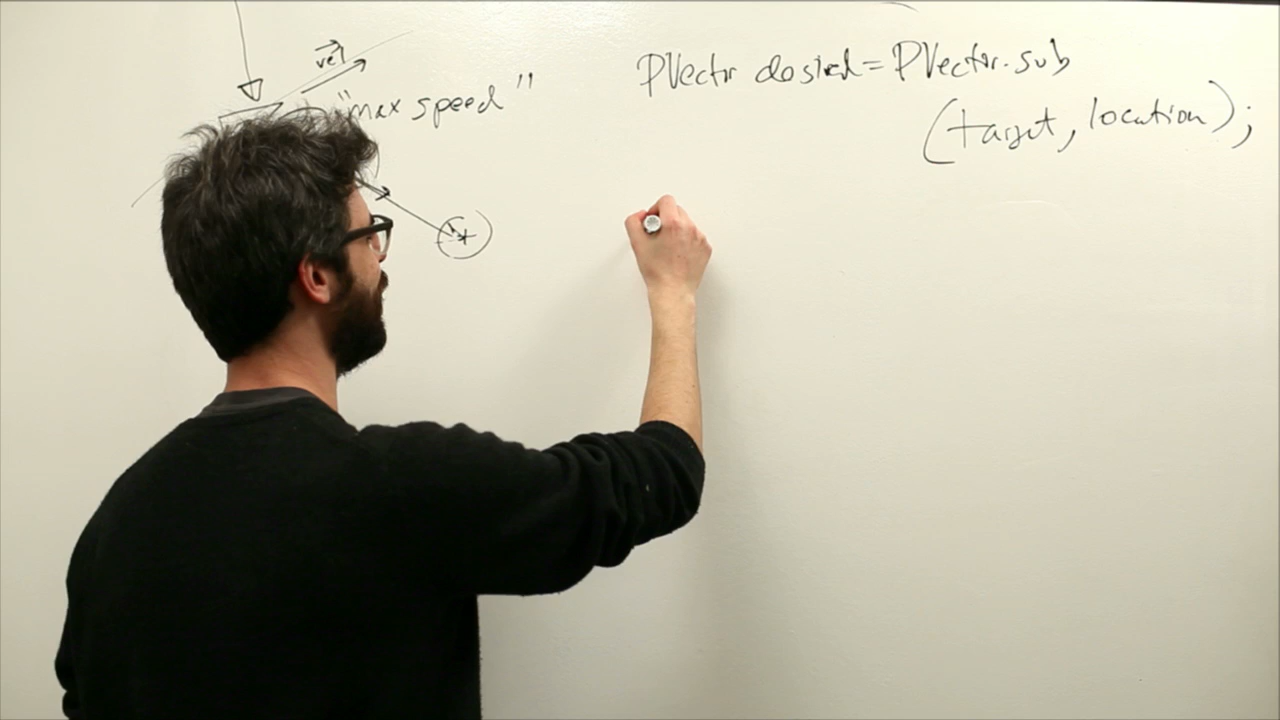 vel
"max speed"
PVector desired = PVector.sub
(target, location);